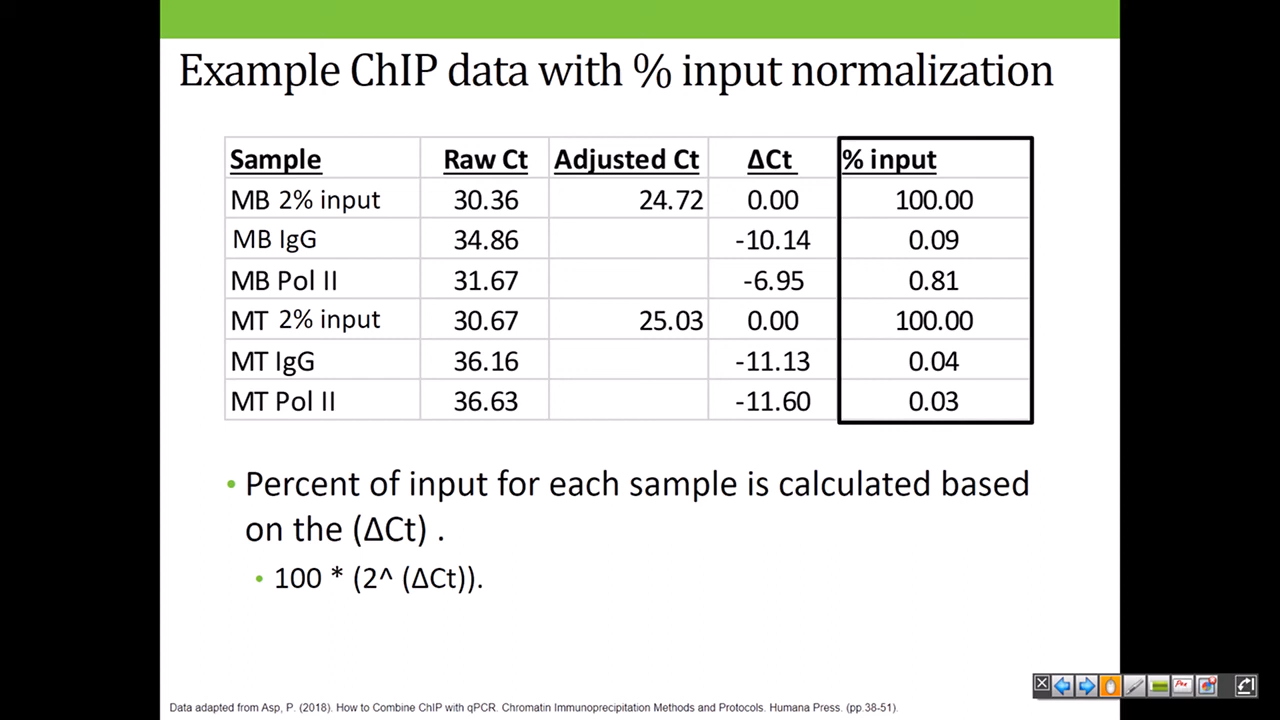 Example ChIP data with % input normalization
Sample Raw Ct Adjusted Ct ΔCt % input
MB 2% input 30.36 24.72 0.00 100.00
MB IgG 34.86 -10.14 0.09
MB Pol II 31.67 -6.95 0.81
MT 2% input 30.67 25.03 0.00 100.00
MT IgG 36.16 -11.13 0.04
MT Pol II 36.63 -11.60 0.03
• Percent of input for each sample is calculated based
on the (ΔCt) .
• 100 * (2^ (ΔCt)).
Data adapted from Asp, P. (2018). How to Combine ChIP with qPCR. Chromatin Immunoprecipitation Methods and Protocols. Humana Press. (pp.38-51).